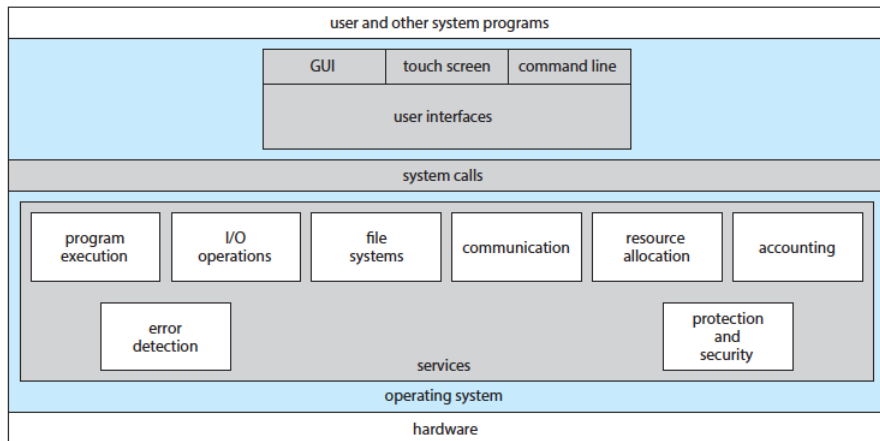 user and other system programs
GUI
touch screen
command line
user interfaces
system calls
program
execution
I/O
operations
file
systems
communication
resource
allocation
accounting
error
detection
protection
and
security
services
operating system
hardware